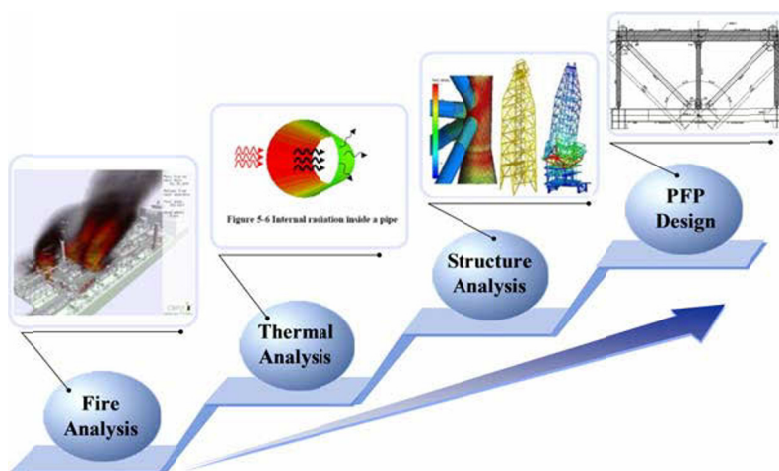 PFP
Design
Figure 5-6 Internal radiation inside a pipe
Structure
Analysis
Thermal
Analysis
Fire
Analysis